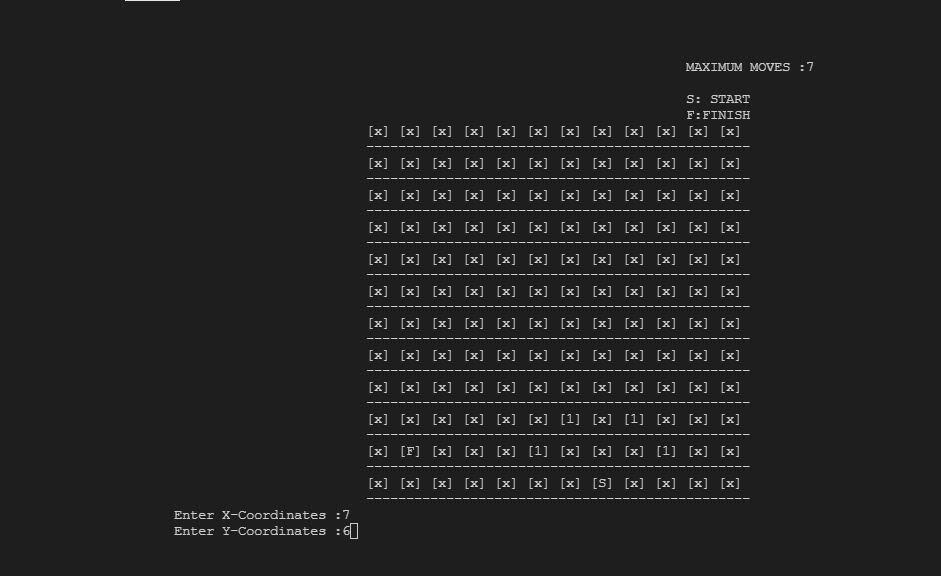 MAXIMUM MOVES :7
S: START
F:FINISH
[x] [x] [x] [x] [x] [x] [x] [x] [x] [x] [x] [x]
------------------------------------------------
[x] [x] [x] [x] [x] [x] [x] [x] [x] [x] [x] [x]
------------------------------------------------
[x] [x] [x] [x] [x] [x] [x] [x] [x] [x] [x] [x]
------------------------------------------------
[x] [x] [x] [x] [x] [x] [x] [x] [x] [x] [x] [x]
------------------------------------------------
[x] [x] [x] [x] [x] [x] [x] [x] [x] [x] [x] [x]
------------------------------------------------
[x] [x] [x] [x] [x] [x] [x] [x] [x] [x] [x] [x]
------------------------------------------------
[x] [x] [x] [x] [x] [x] [x] [x] [x] [x] [x] [x]
------------------------------------------------
[x] [x] [x] [x] [x] [x] [x] [x] [x] [x] [x] [x]
------------------------------------------------
[x] [x] [x] [x] [x] [x] [x] [x] [x] [x] [x] [x]
------------------------------------------------
[x] [x] [x] [x] [x] [x] [1] [x] [1] [x] [x] [x]
------------------------------------------------
[x] [F] [x] [x] [x] [1] [x] [x] [x] [1] [x] [x]
------------------------------------------------
[x] [x] [x] [x] [x] [x] [x] [S] [x] [x] [x] [x]
------------------------------------------------
Enter X-Coordinates :7
Enter Y-Coordinates :6